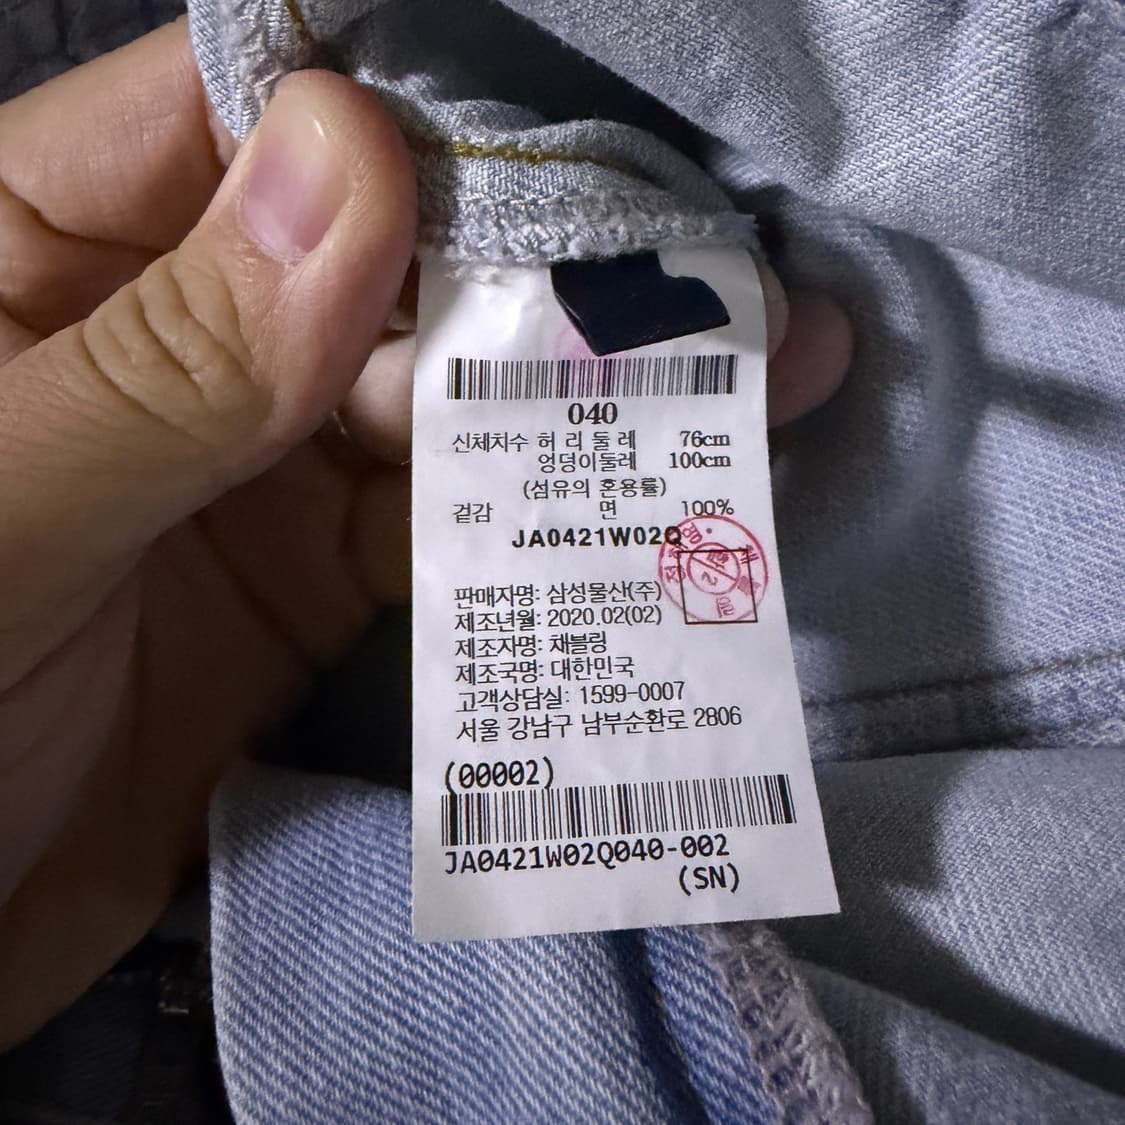 040
신체치수 허 리 둘 레 76cm
엉덩이둘레 100cm
(섬유의 혼용률)
겉감 면 100%
JA0421W02Q
판매자명: 삼성물산(주)
제조년월: 2020.02(02)
제조자명: 채블링
제조국명: 대한민국
고객상담실: 1599-0007
서울 강남구 남부순환로 2806
(00002)
JA0421W02Q040-002
(SN)